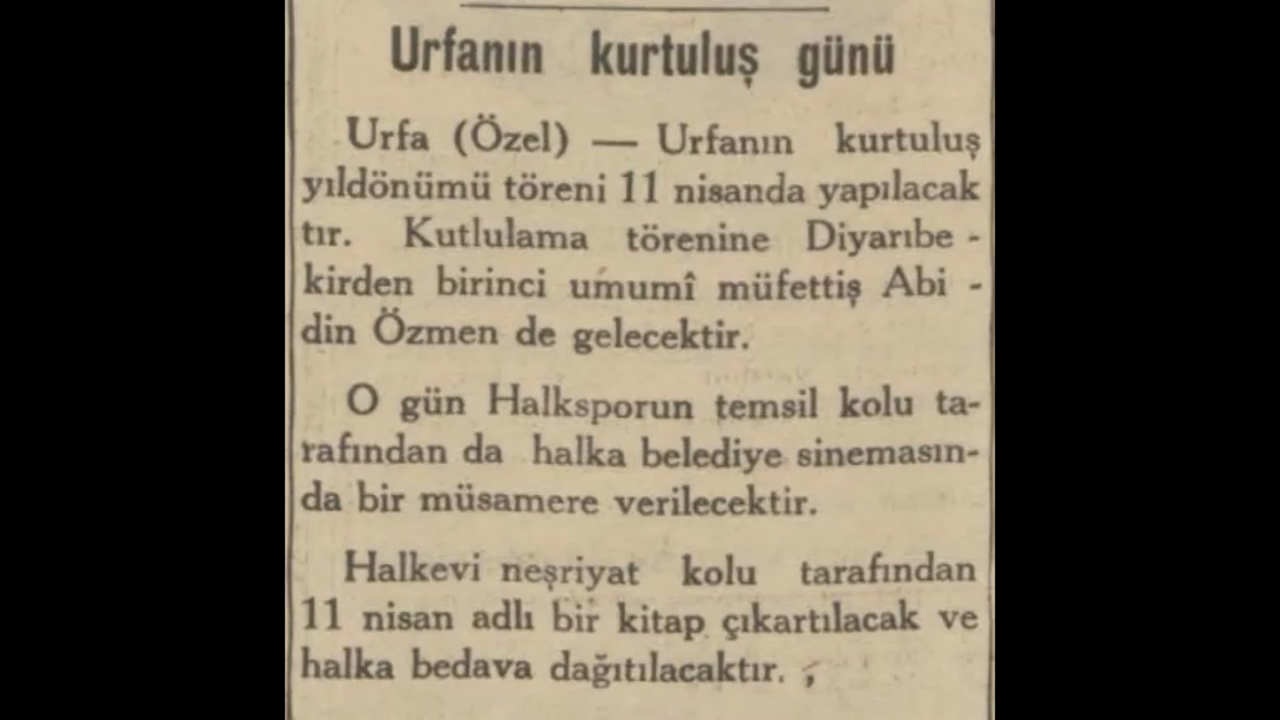 Urfanın kurtuluş günü
Urfa (Özel) — Urfanın kurtuluş
yıldönümü töreni 11 nisanda yapılacak
tır. Kutlulama törenine Diyarıbe -
kirden birinci umumî müfettiş Abi -
din Özmen de gelecektir.
O gün Halksporun temsil kolu ta-
rafından da halka belediye sinemasın-
da bir müsamere verilecektir.
Halkevi neşriyat kolu tarafından
11 nisan adlı bir kitap çıkartılacak ve
halka bedava dağıtılacaktır. ;